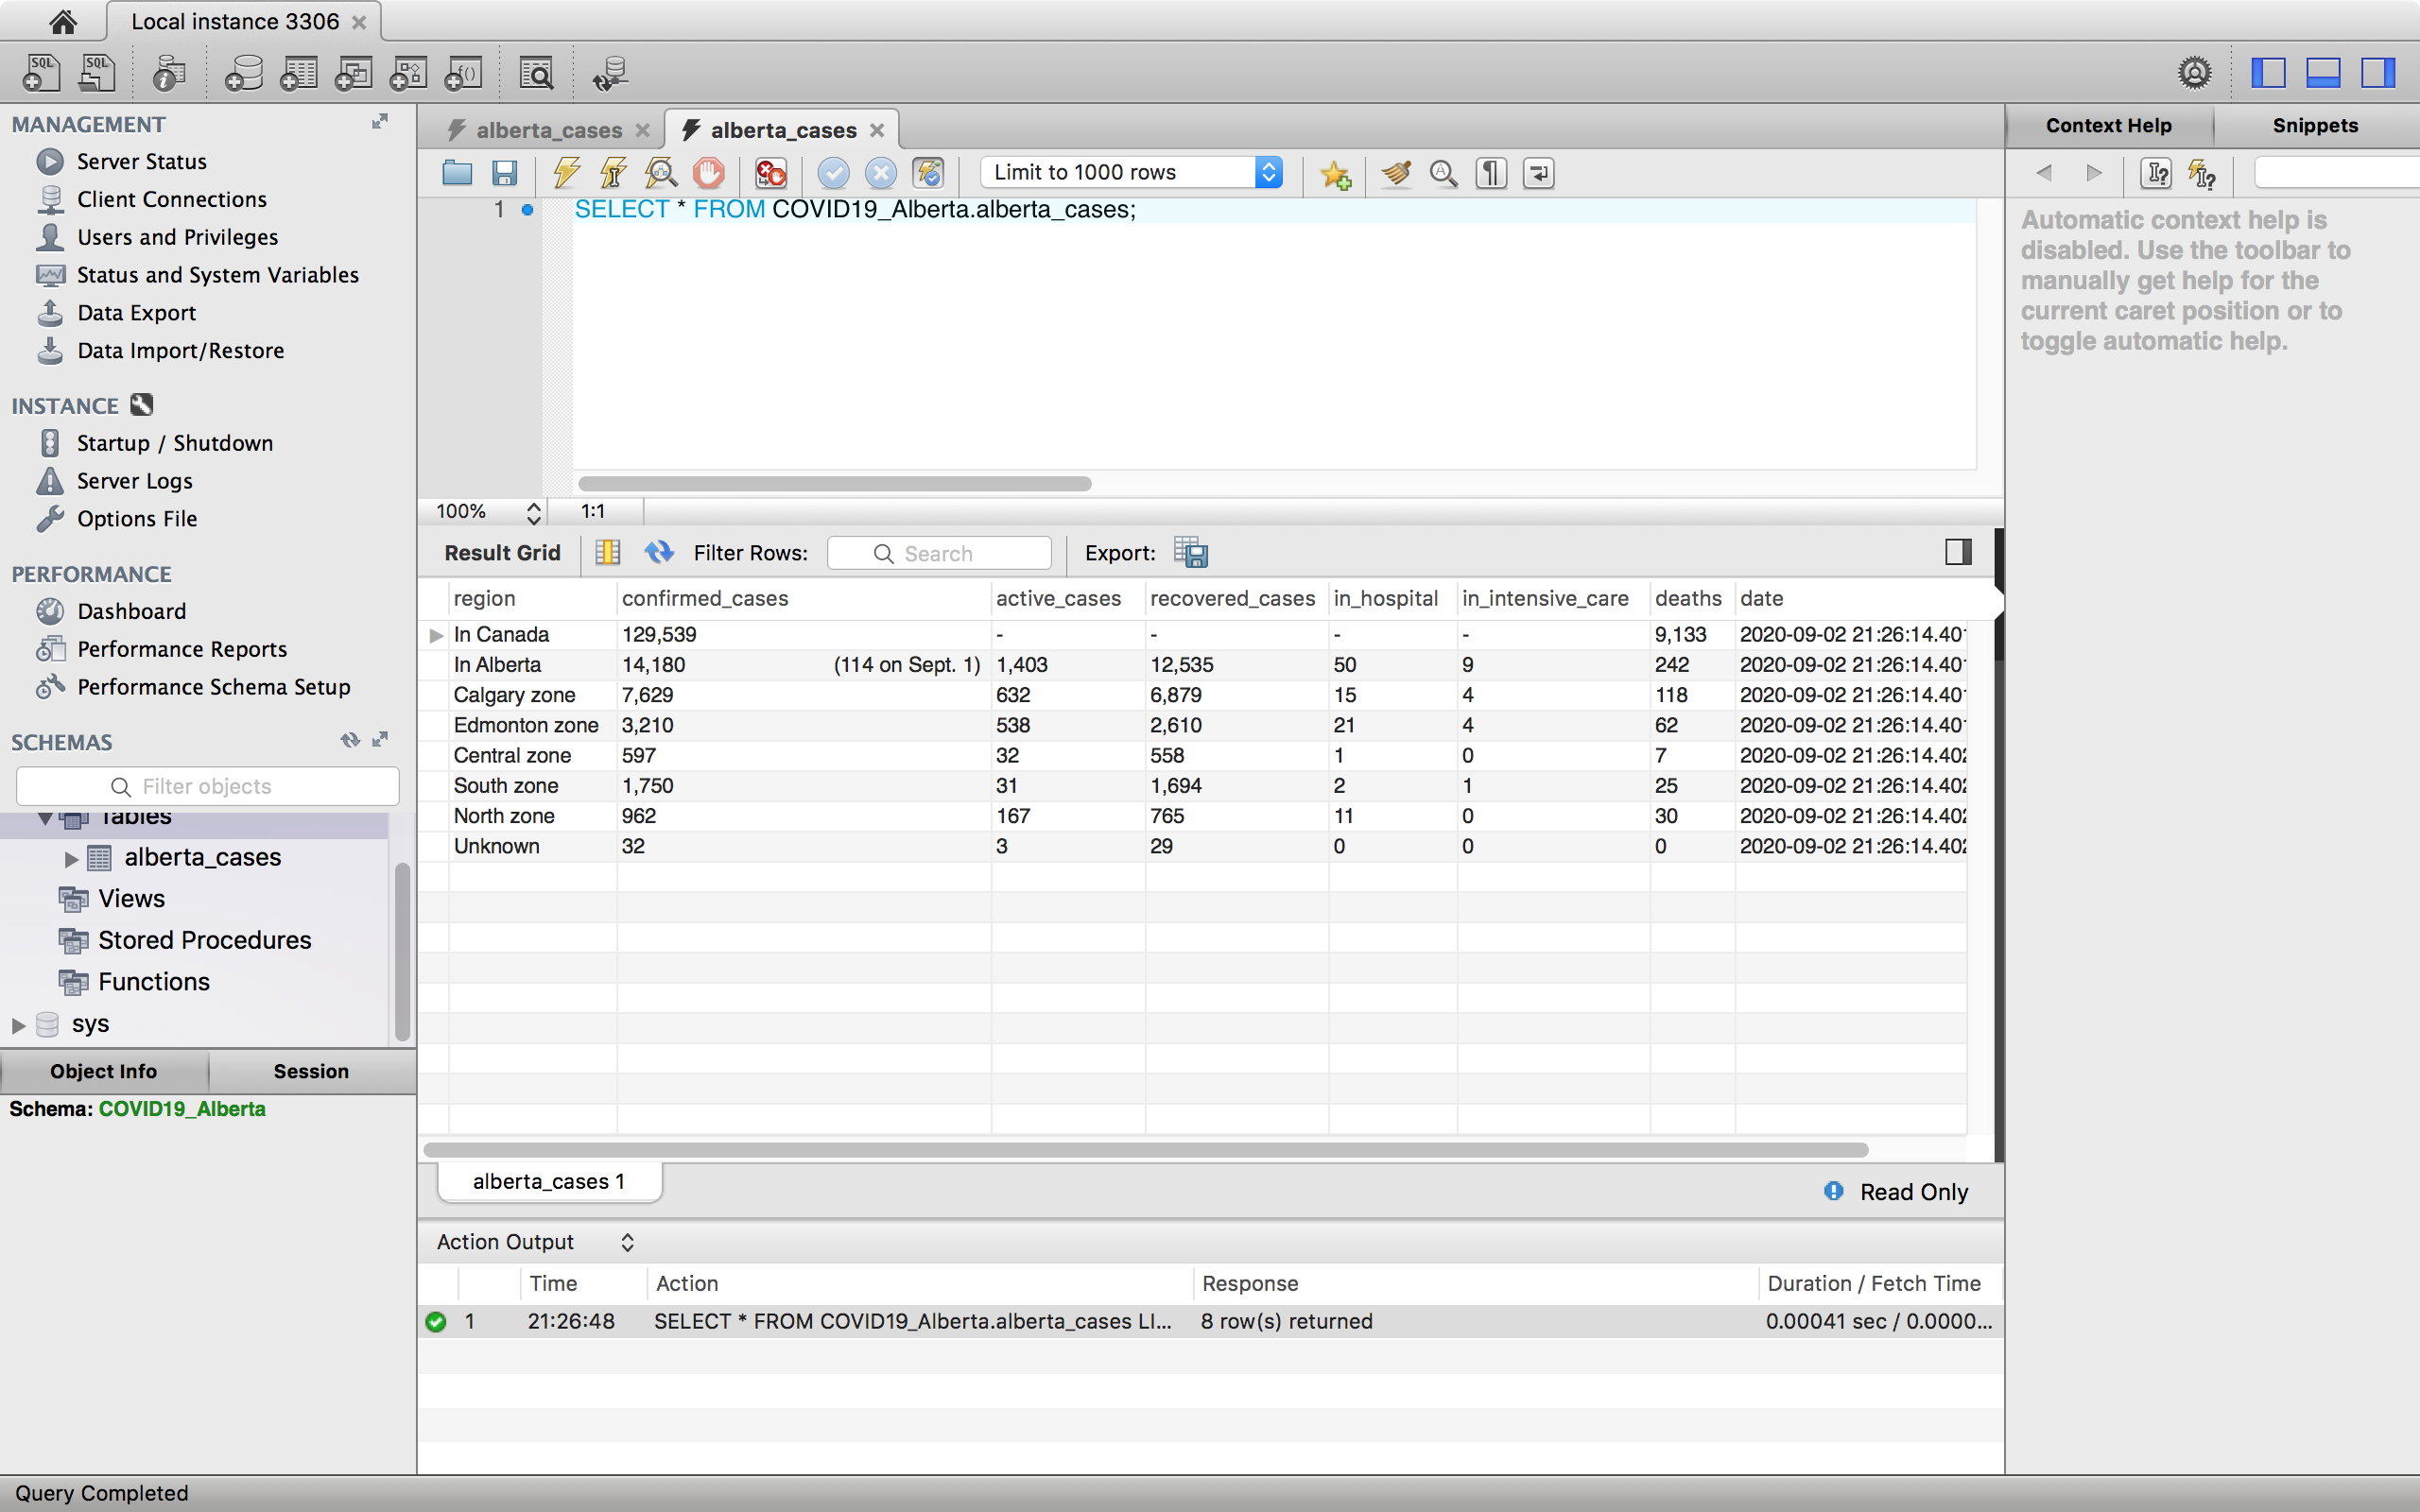 Local instance 3306
MANAGEMENT
Server Status
Client Connections
Users and Privileges
Status and System Variables
Data Export
Data Import/Restore
INSTANCE
Startup / Shutdown
Server Logs
Options File
PERFORMANCE
Dashboard
Performance Reports
Performance Schema Setup
SCHEMAS
Filter objects
Tables
alberta_cases
Views
Stored Procedures
Functions
sys
Object Info Session
Schema: COVID19_Alberta
alberta_cases alberta_cases
Limit to 1000 rows
1 SELECT * FROM COVID19_Alberta.alberta_cases;
100% 1:1
Result Grid Filter Rows: Search Export:
region confirmed_cases active_cases recovered_cases in_hospital in_intensive_care deaths date
In Canada 129,539 - - - - 9,133 2020-09-02 21:26:14.401
In Alberta 14,180 (114 on Sept. 1) 1,403 12,535 50 9 242 2020-09-02 21:26:14.401
Calgary zone 7,629 632 6,879 15 4 118 2020-09-02 21:26:14.401
Edmonton zone 3,210 538 2,610 21 4 62 2020-09-02 21:26:14.401
Central zone 597 32 558 1 0 7 2020-09-02 21:26:14.402
South zone 1,750 31 1,694 2 1 25 2020-09-02 21:26:14.402
North zone 962 167 765 11 0 30 2020-09-02 21:26:14.402
Unknown 32 3 29 0 0 0 2020-09-02 21:26:14.402
alberta_cases 1
Read Only
Action Output
Time Action Response Duration / Fetch Time
1 21:26:48 SELECT * FROM COVID19_Alberta.alberta_cases LI... 8 row(s) returned 0.00041 sec / 0.0000...
Context Help Snippets
Automatic context help is
disabled. Use the toolbar to
manually get help for the
current caret position or to
toggle automatic help.
Query Completed